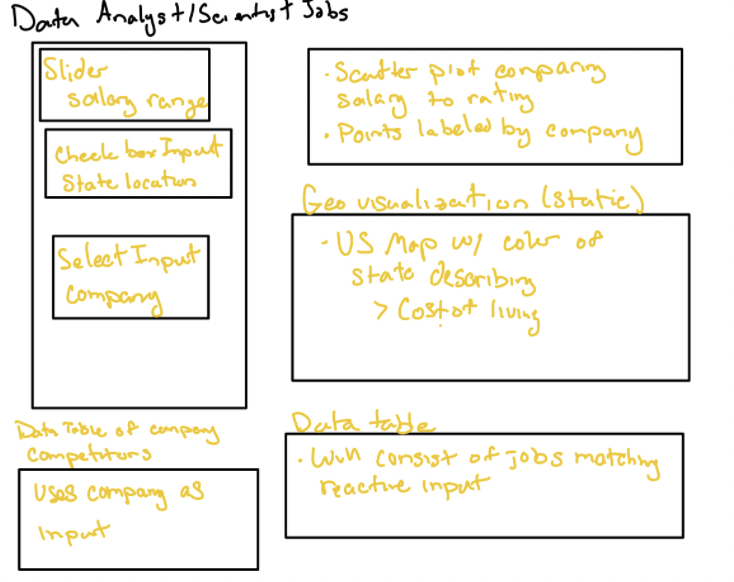 Data Analyst/Scientist Jobs
Slider
salary range
Check box Input
State location
Select Input
Company
Data Table of company
Competitors
Uses company as
Input
· Scatter plot comparing
salary to rating
· Points labeled by company
Geo visualization (static)
· US Map w/ color of
state describing
> Cost of living
Data table
· Will consist of jobs matching
reactive input